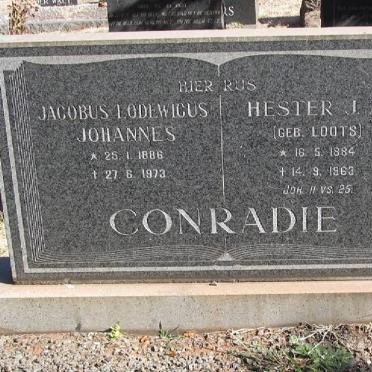 HIER RUS
JACOBUS LODEWICUS
JOHANNES
* 25. 1. 1886
† 27. 6. 1973
HESTER J.
(GEB. LOOTS)
* 16. 5. 1884
† 14. 9. 1963
JOH. 11 VS. 25.
CONRADIE